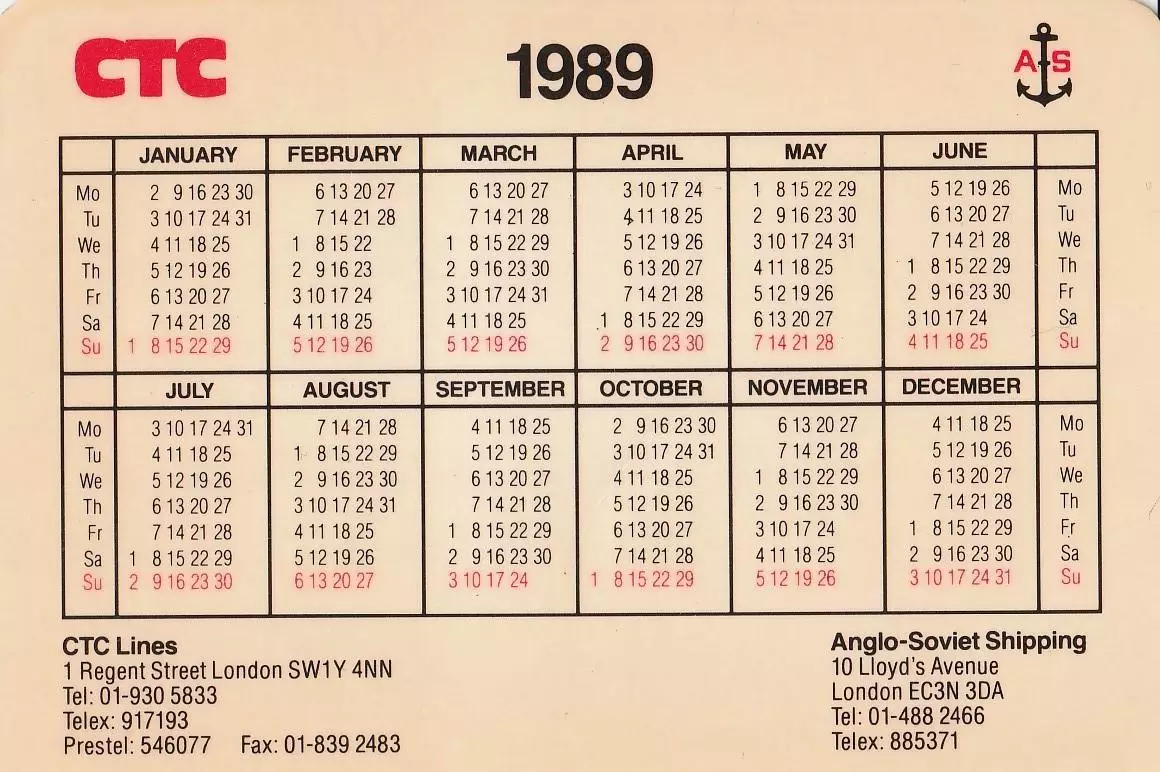 CTC 1989 A S
JANUARY FEBRUARY MARCH APRIL MAY JUNE
Mo 2 9 16 23 30 6 13 20 27 6 13 20 27 3 10 17 24 1 8 15 22 29 5 12 19 26 Mo
Tu 3 10 17 24 31 7 14 21 28 7 14 21 28 4 11 18 25 2 9 16 23 30 6 13 20 27 Tu
We 4 11 18 25 1 8 15 22 1 8 15 22 29 5 12 19 26 3 10 17 24 31 7 14 21 28 We
Th 5 12 19 26 2 9 16 23 2 9 16 23 30 6 13 20 27 4 11 18 25 1 8 15 22 29 Th
Fr 6 13 20 27 3 10 17 24 3 10 17 24 31 7 14 21 28 5 12 19 26 2 9 16 23 30 Fr
Sa 7 14 21 28 4 11 18 25 4 11 18 25 1 8 15 22 29 6 13 20 27 3 10 17 24 Sa
Su 1 8 15 22 29 5 12 19 26 5 12 19 26 2 9 16 23 30 7 14 21 28 4 11 18 25 Su
JULY AUGUST SEPTEMBER OCTOBER NOVEMBER DECEMBER
Mo 3 10 17 24 31 7 14 21 28 4 11 18 25 2 9 16 23 30 6 13 20 27 4 11 18 25 Mo
Tu 4 11 18 25 1 8 15 22 29 5 12 19 26 3 10 17 24 31 7 14 21 28 5 12 19 26 Tu
We 5 12 19 26 2 9 16 23 30 6 13 20 27 4 11 18 25 1 8 15 22 29 6 13 20 27 We
Th 6 13 20 27 3 10 17 24 31 7 14 21 28 5 12 19 26 2 9 16 23 30 7 14 21 28 Th
Fr 7 14 21 28 4 11 18 25 1 8 15 22 29 6 13 20 27 3 10 17 24 1 8 15 22 29 Fr
Sa 1 8 15 22 29 5 12 19 26 2 9 16 23 30 7 14 21 28 4 11 18 25 2 9 16 23 30 Sa
Su 2 9 16 23 30 6 13 20 27 3 10 17 24 1 8 15 22 29 5 12 19 26 3 10 17 24 31 Su
CTC Lines
1 Regent Street London SW1Y 4NN
Tel: 01-930 5833
Telex: 917193
Prestel: 546077 Fax: 01-839 2483
Anglo-Soviet Shipping
10 Lloyd's Avenue
London EC3N 3DA
Tel: 01-488 2466
Telex: 885371